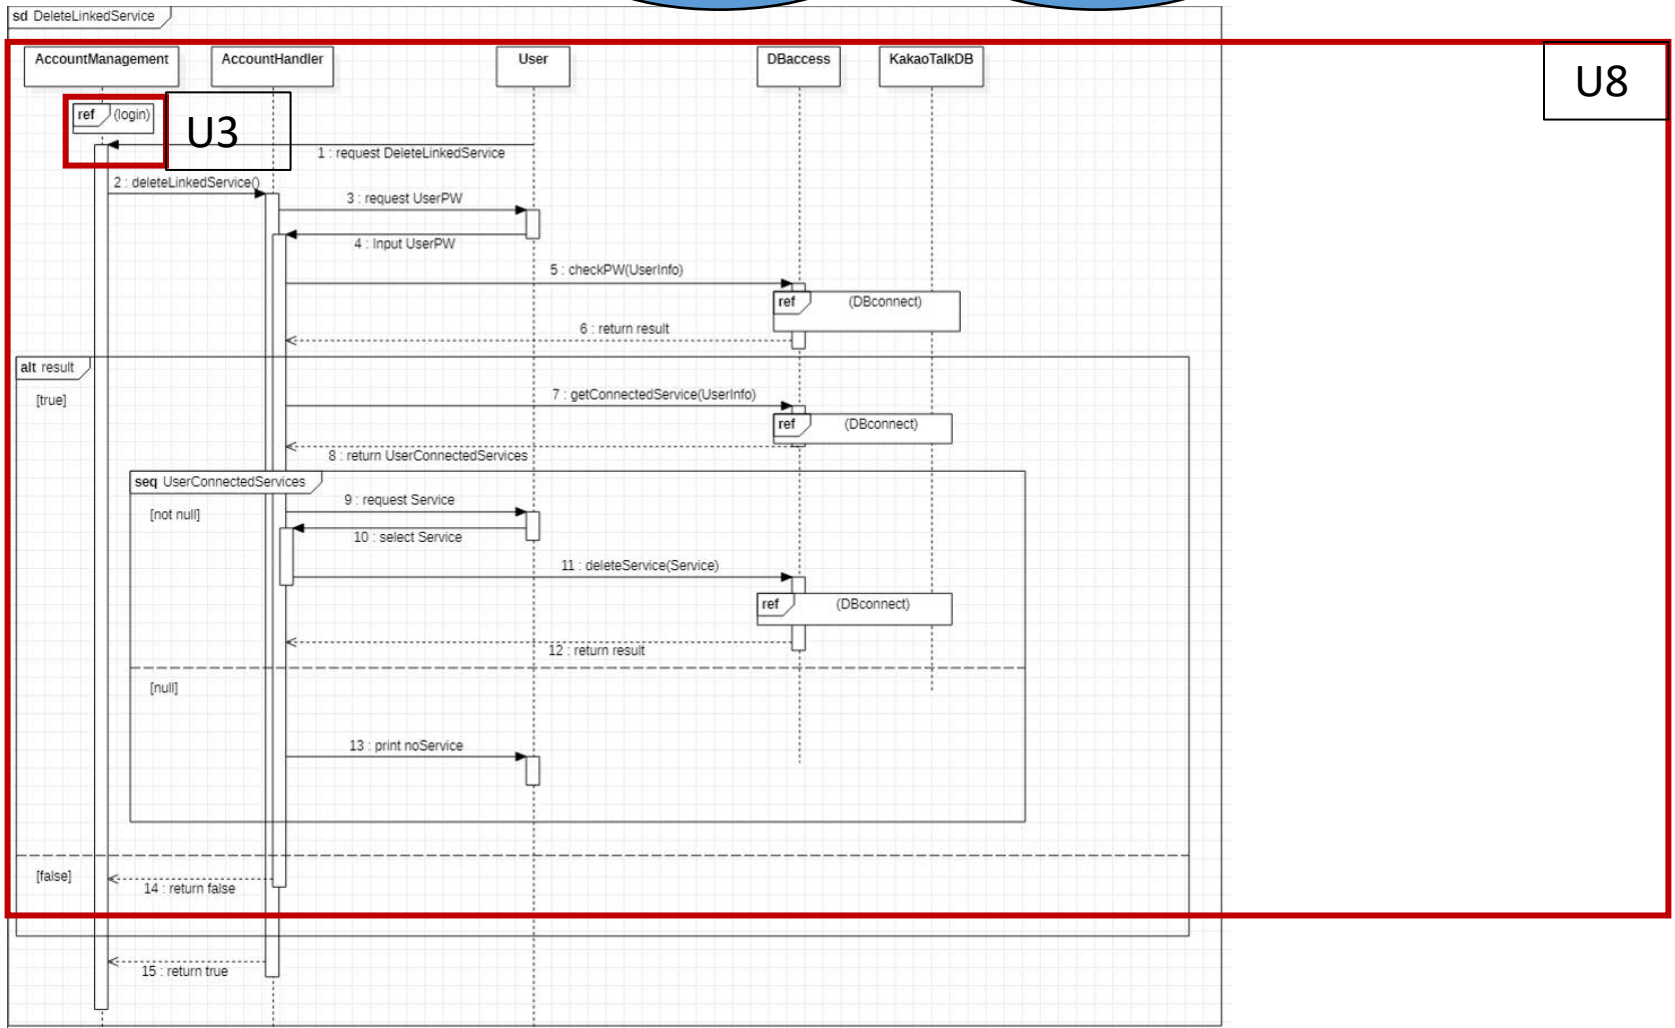 sd DeleteLinkedService
AccountManagement
AccountHandler
User
DBaccess
KakaoTalkDB
U8
ref (login)
U3
1 : request DeleteLinkedService
2 : deleteLinkedService()
3 : request UserPW
4 : Input UserPW
5 : checkPW(UserInfo)
ref (DBconnect)
6 : return result
alt result
[true]
7 : getConnectedService(UserInfo)
ref (DBconnect)
8 : return UserConnectedServices
seq UserConnectedServices
9 : request Service
[not null]
10 : select Service
11 : deleteService(Service)
ref (DBconnect)
12 : return result
[null]
13 : print noService
[false]
14 : return false
15 : return true